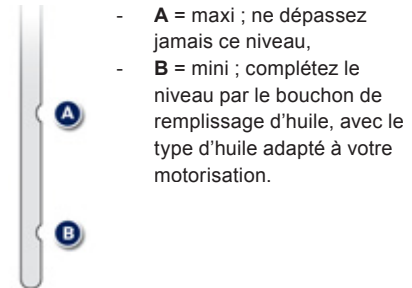 - A = maxi ; ne dépassez
jamais ce niveau,
- B = mini ; complétez le
niveau par le bouchon de
remplissage d’huile, avec le
type d’huile adapté à votre
motorisation.
A
B